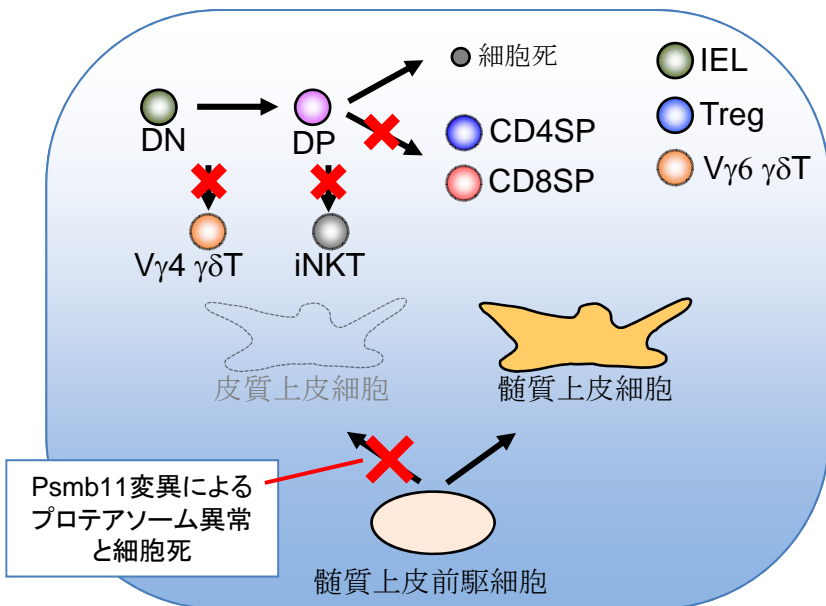 細胞死
IEL
DN
DP
CD4SP
Treg
CD8SP
Vγ6 γδT
Vγ4 γδT
iNKT
皮質上皮細胞
髄質上皮細胞
Psmb11変異による
プロテアソーム異常
と細胞死
髄質上皮前駆細胞